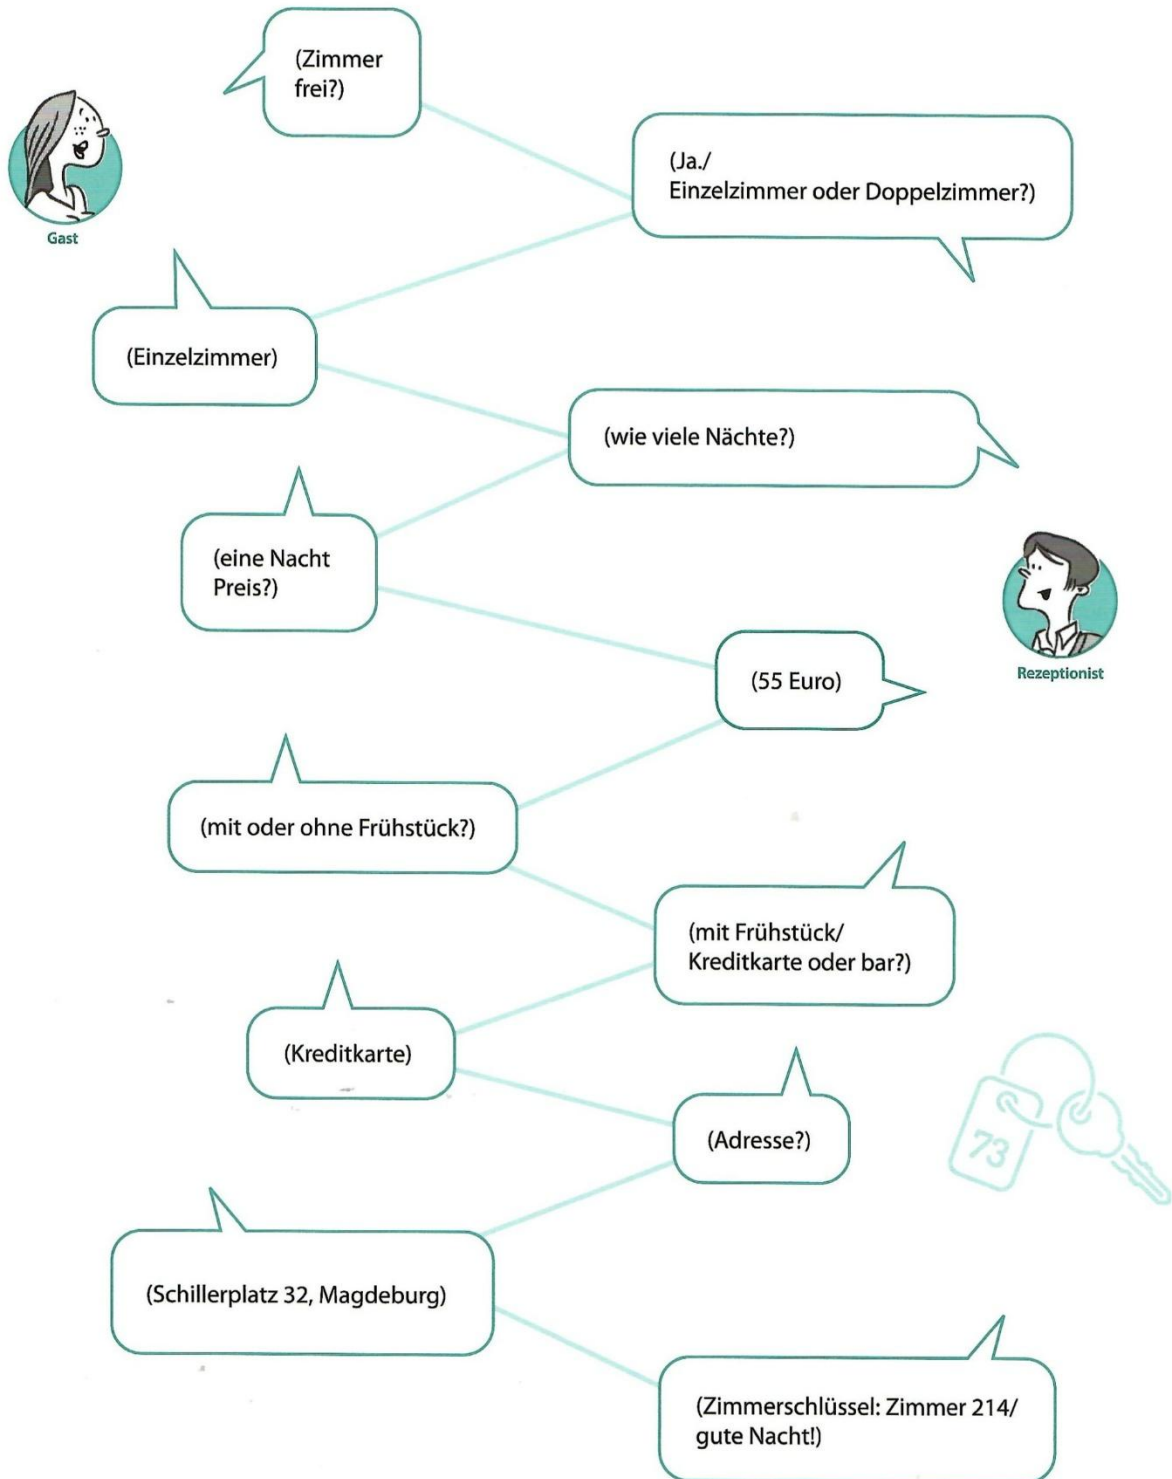 (Zimmer
frei?)
Gast
(Ja./
Einzelzimmer oder Doppelzimmer?)
(Einzelzimmer)
(wie viele Nächte?)
(eine Nacht
Preis?)
Rezeptionist
(55 Euro)
(mit oder ohne Frühstück?)
(mit Frühstück/
Kreditkarte oder bar?)
(Kreditkarte)
(Adresse?)
73
(Schillerplatz 32, Magdeburg)
(Zimmerschlüssel: Zimmer 214/
gute Nacht!)